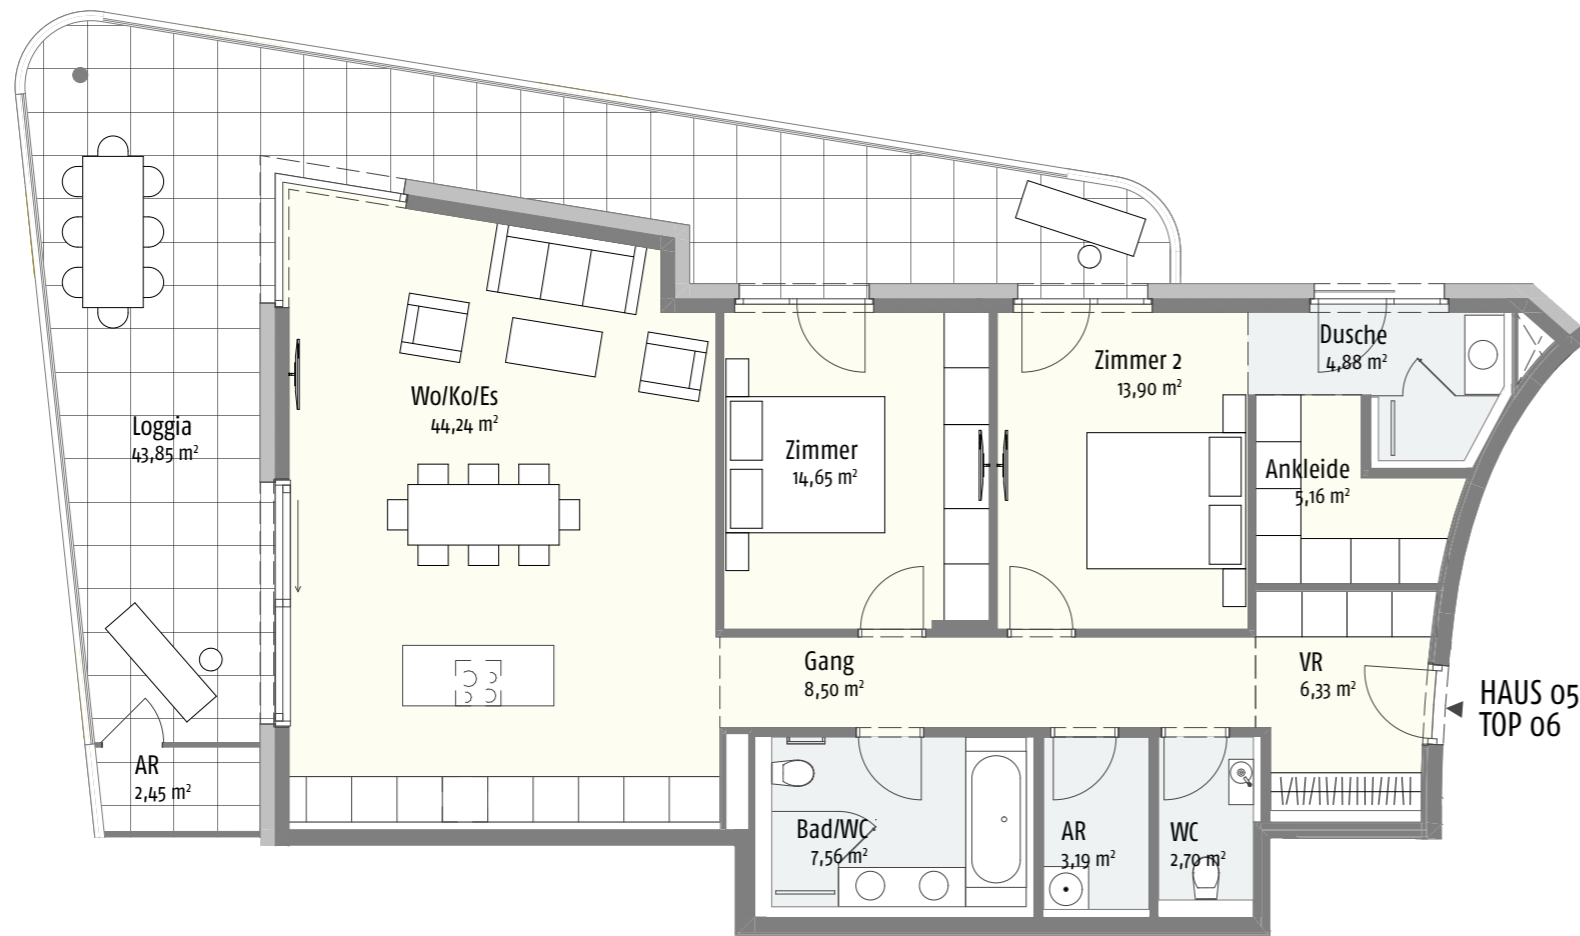 Loggia
43,85 m²
Wo/Ko/Es
44,24 m²
Zimmer
14,65 m²
Zimmer 2
13,90 m²
Dusche
4,88 m²
Ankleide
5,16 m²
Gang
8,50 m²
VR
6,33 m²
HAUS 05
TOP 06
AR
2,45 m²
Bad/WC
7,56 m²
AR
3,19 m²
WC
2,70 m²